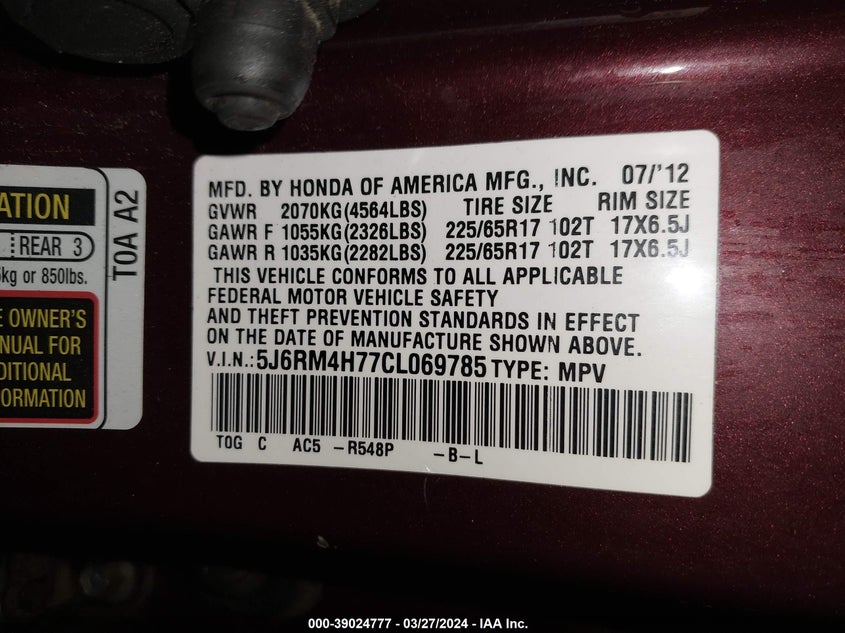 ATION
REAR 3
kg or 850lbs.
E OWNER'S
NUAL FOR
DITIONAL
FORMATION
T0A A2
MFD. BY HONDA OF AMERICA MFG., INC. 07/'12
GVWR 2070KG(4564LBS) TIRE SIZE RIM SIZE
GAWR F 1055KG(2326LBS) 225/65R17 102T 17X6.5J
GAWR R 1035KG(2282LBS) 225/65R17 102T 17X6.5J
THIS VEHICLE CONFORMS TO ALL APPLICABLE
FEDERAL MOTOR VEHICLE SAFETY
AND THEFT PREVENTION STANDARDS IN EFFECT
ON THE DATE OF MANUFACTURE SHOWN ABOVE.
V.I.N.: 5J6RM4H77CL069785 TYPE: MPV
T0G C AC5 -R548P -B-L
000-39024777 - 03/27/2024 - IAA Inc.